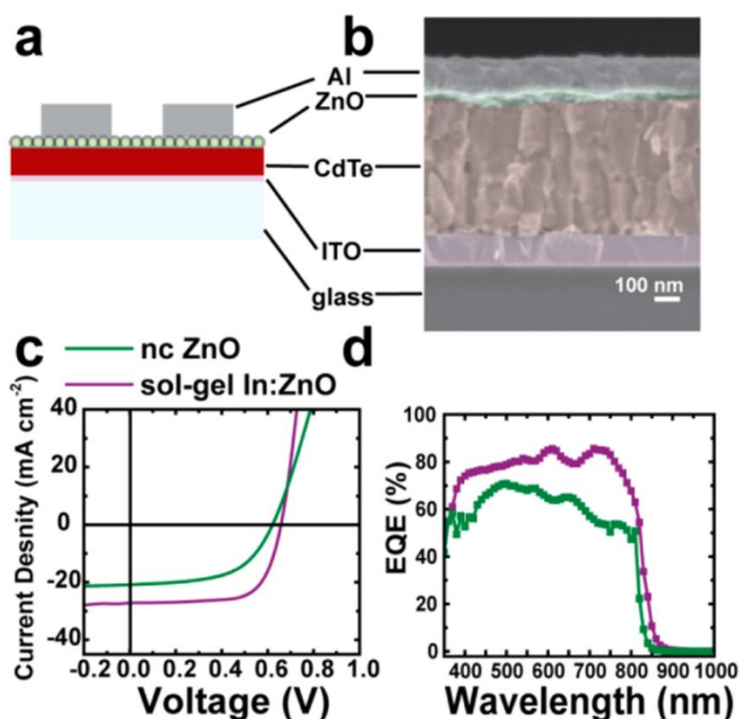 a
b
Al
ZnO
CdTe
ITO
glass
100 nm
c
nc ZnO
sol-gel In:ZnO
d
Current Desnity (mA cm-2)
40
20
0
-20
-40
-0.2 0.0 0.2 0.4 0.6 0.8 1.0
Voltage (V)
EQE (%)
100
80
60
40
20
0
400 500 600 700 800 900 1000
Wavelength (nm)